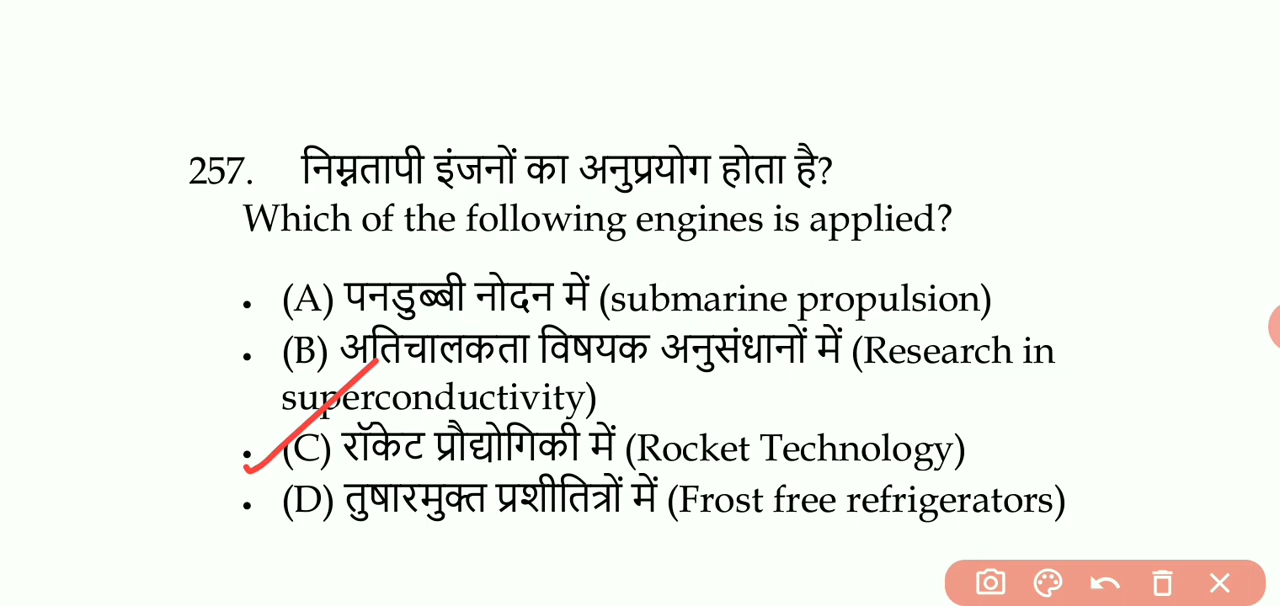 257. निम्नतापी इंजनों का अनुप्रयोग होता है?
Which of the following engines is applied?
• (A) पनडुब्बी नोदन में (submarine propulsion)
• (B) अतिचालकता विषयक अनुसंधानों में (Research in
superconductivity)
• (C) रॉकेट प्रौद्योगिकी में (Rocket Technology)
• (D) तुषारमुक्त प्रशीतित्रों में (Frost free refrigerators)